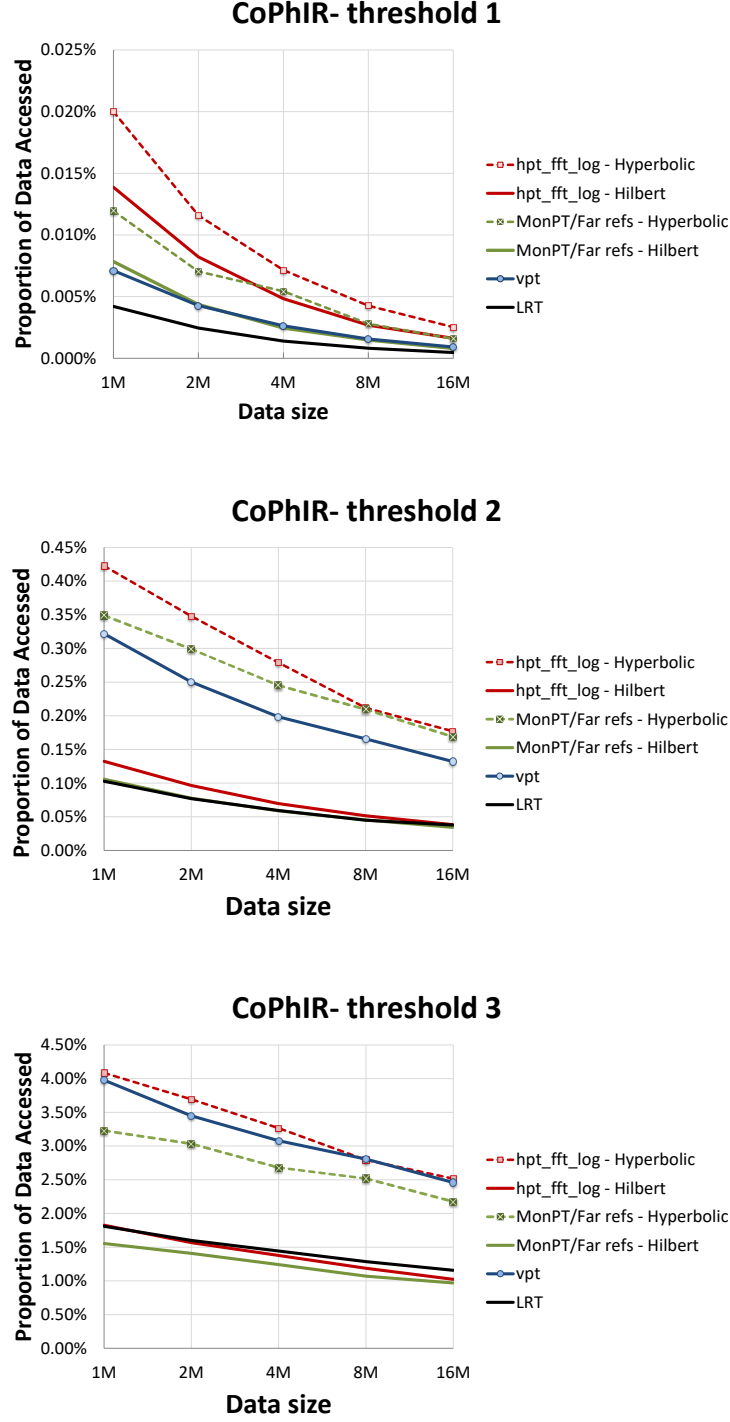 CoPhIR- threshold 1
Proportion of Data Accessed
0.025%
0.020%
0.015%
0.010%
0.005%
0.000%
1M 2M 4M 8M 16M
Data size
hpt_fft_log - Hyperbolic
hpt_fft_log - Hilbert
MonPT/Far refs - Hyperbolic
MonPT/Far refs - Hilbert
vpt
LRT
CoPhIR- threshold 2
Proportion of Data Accessed
0.45%
0.40%
0.35%
0.30%
0.25%
0.20%
0.15%
0.10%
0.05%
0.00%
1M 2M 4M 8M 16M
Data size
hpt_fft_log - Hyperbolic
hpt_fft_log - Hilbert
MonPT/Far refs - Hyperbolic
MonPT/Far refs - Hilbert
vpt
LRT
CoPhIR- threshold 3
Proportion of Data Accessed
4.50%
4.00%
3.50%
3.00%
2.50%
2.00%
1.50%
1.00%
0.50%
0.00%
1M 2M 4M 8M 16M
Data size
hpt_fft_log - Hyperbolic
hpt_fft_log - Hilbert
MonPT/Far refs - Hyperbolic
MonPT/Far refs - Hilbert
vpt
LRT